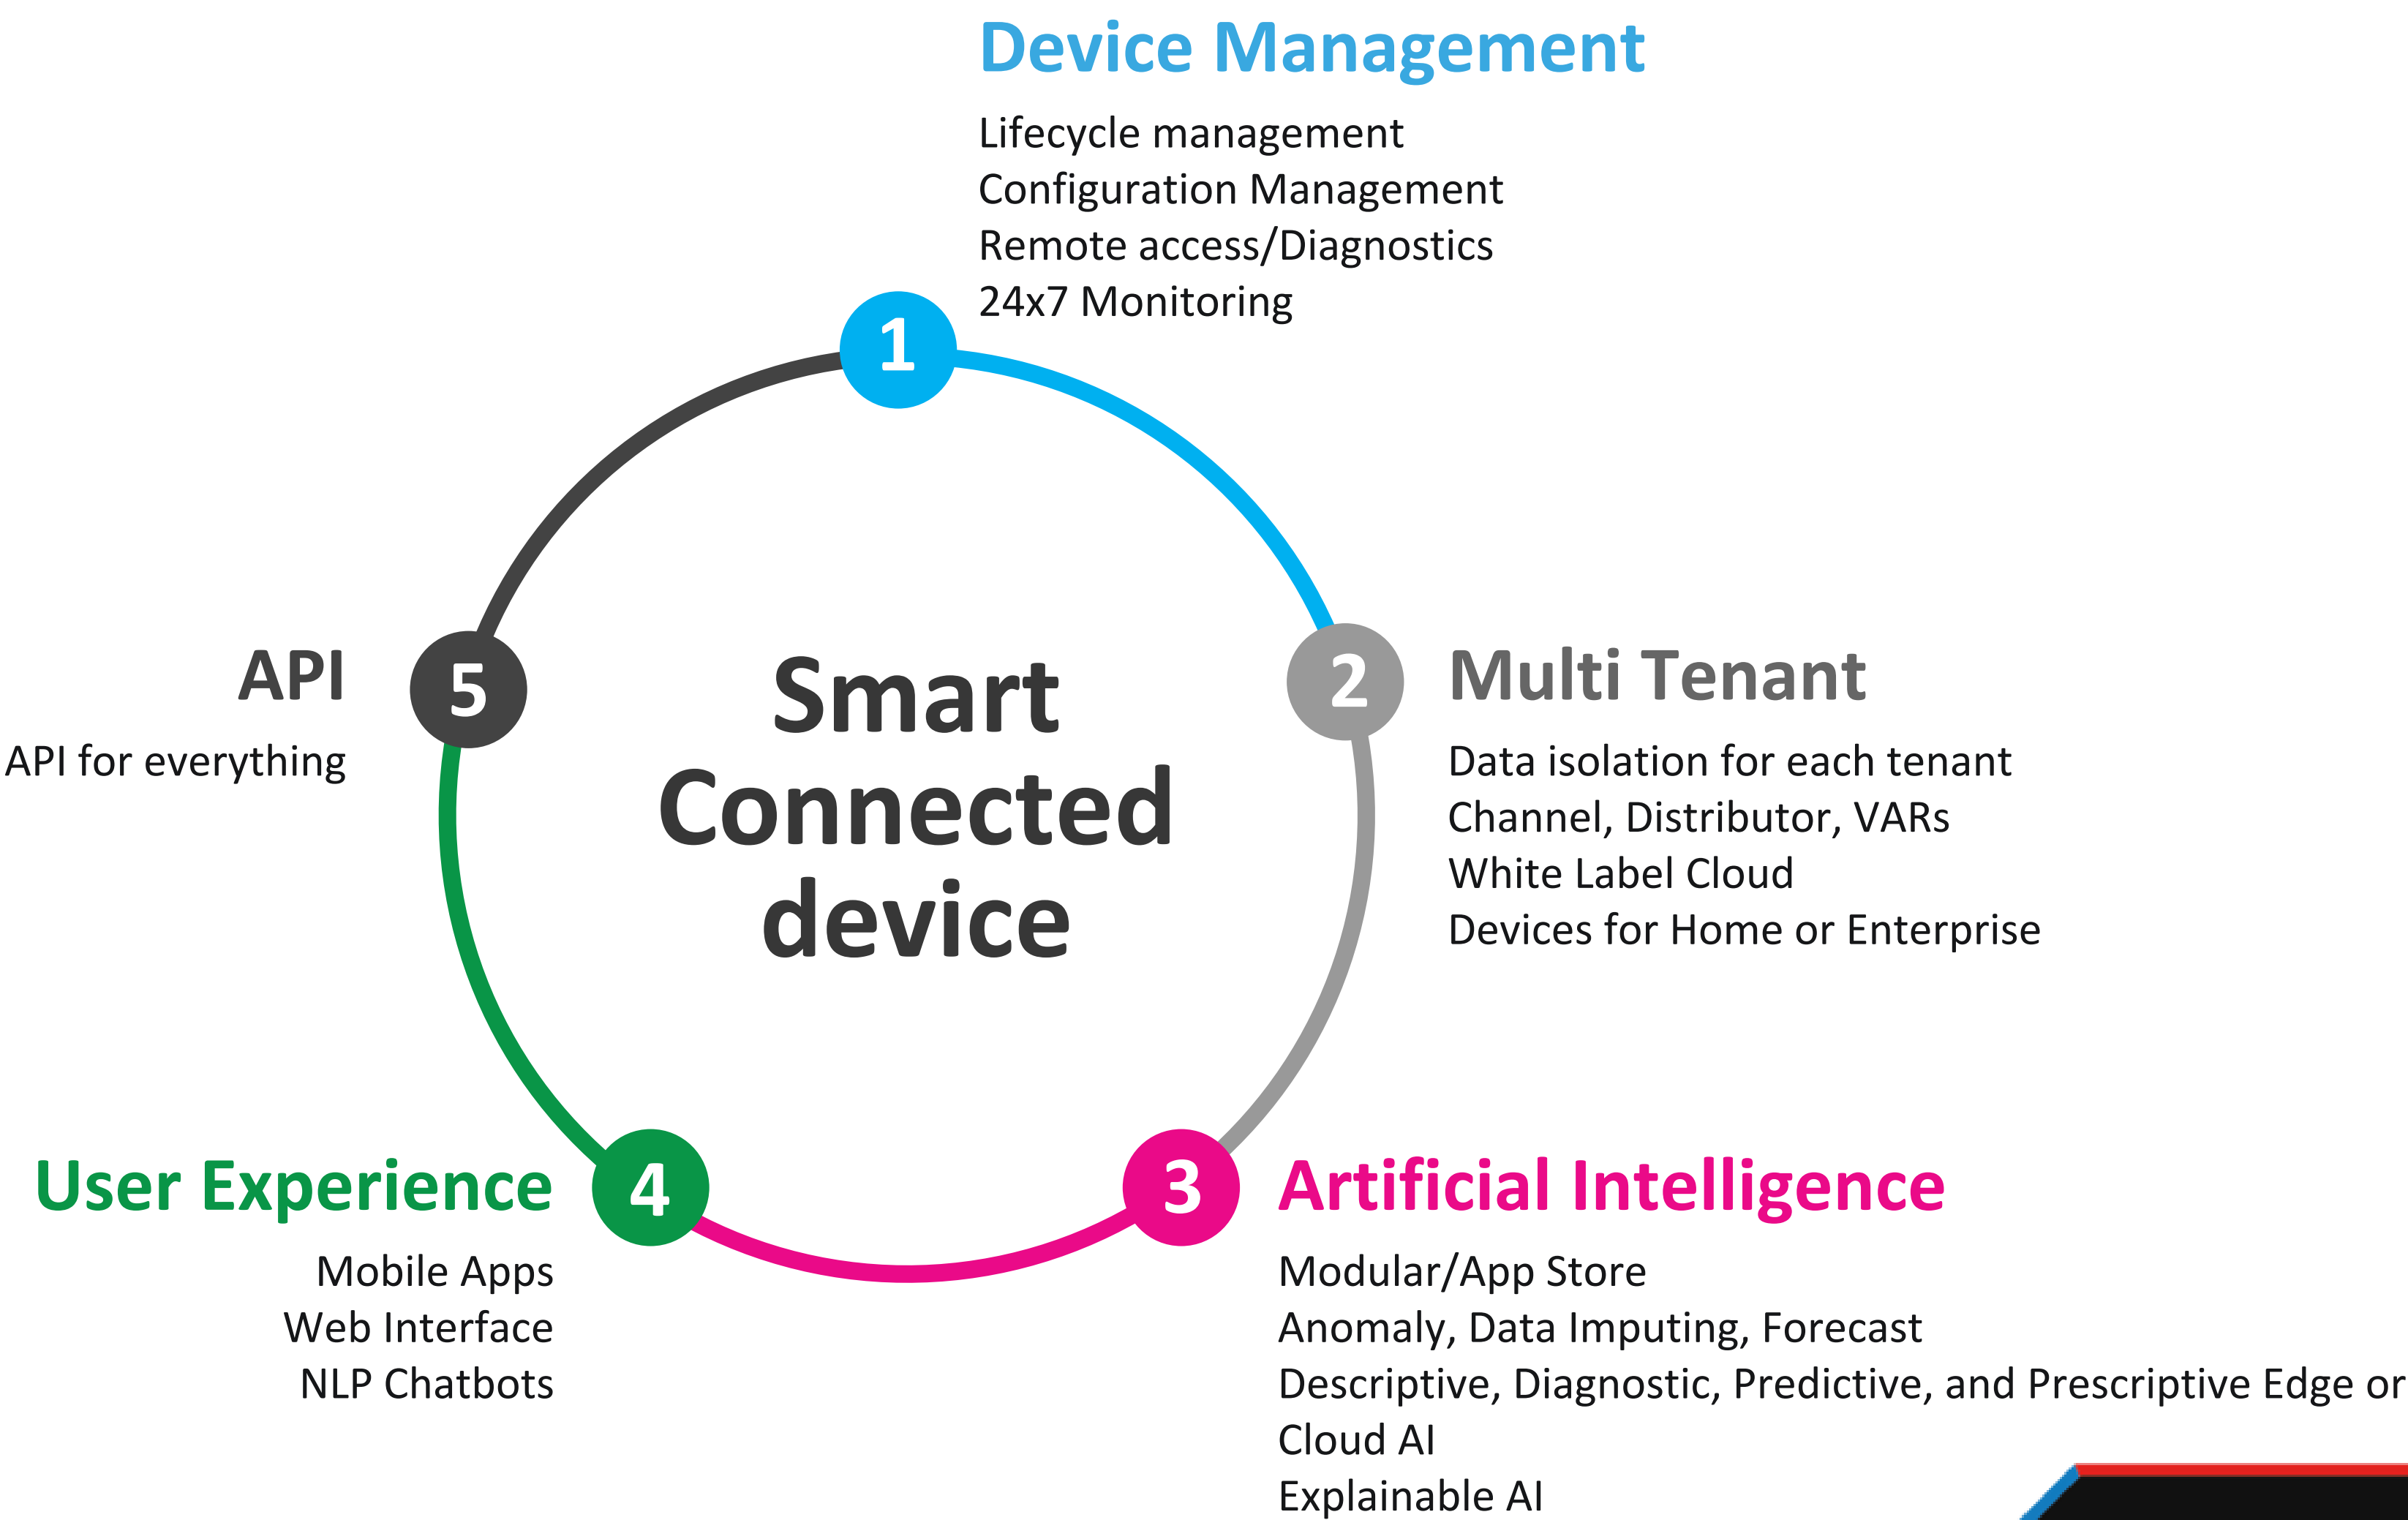 Device Management
Lifecycle management
Configuration Management
Remote access/Diagnostics
24x7 Monitoring
1
2
Multi Tenant
Data isolation for each tenant
Channel, Distributor, VARs
White Label Cloud
Devices for Home or Enterprise
3
Artificial Intelligence
Modular/App Store
Anomaly, Data Imputing, Forecast
Descriptive, Diagnostic, Predictive, and Prescriptive Edge or
Cloud AI
Explainable AI
4
User Experience
Mobile Apps
Web Interface
NLP Chatbots
5
API
API for everything
Smart
Connected
device